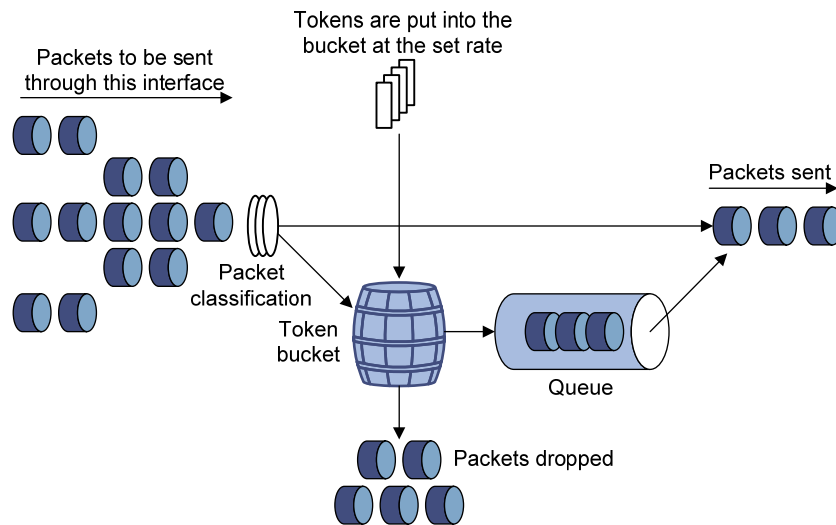 Tokens are put into the
bucket at the set rate
Packets to be sent
through this interface
Packets sent
Packet
classification
Token
bucket
Queue
Packets dropped